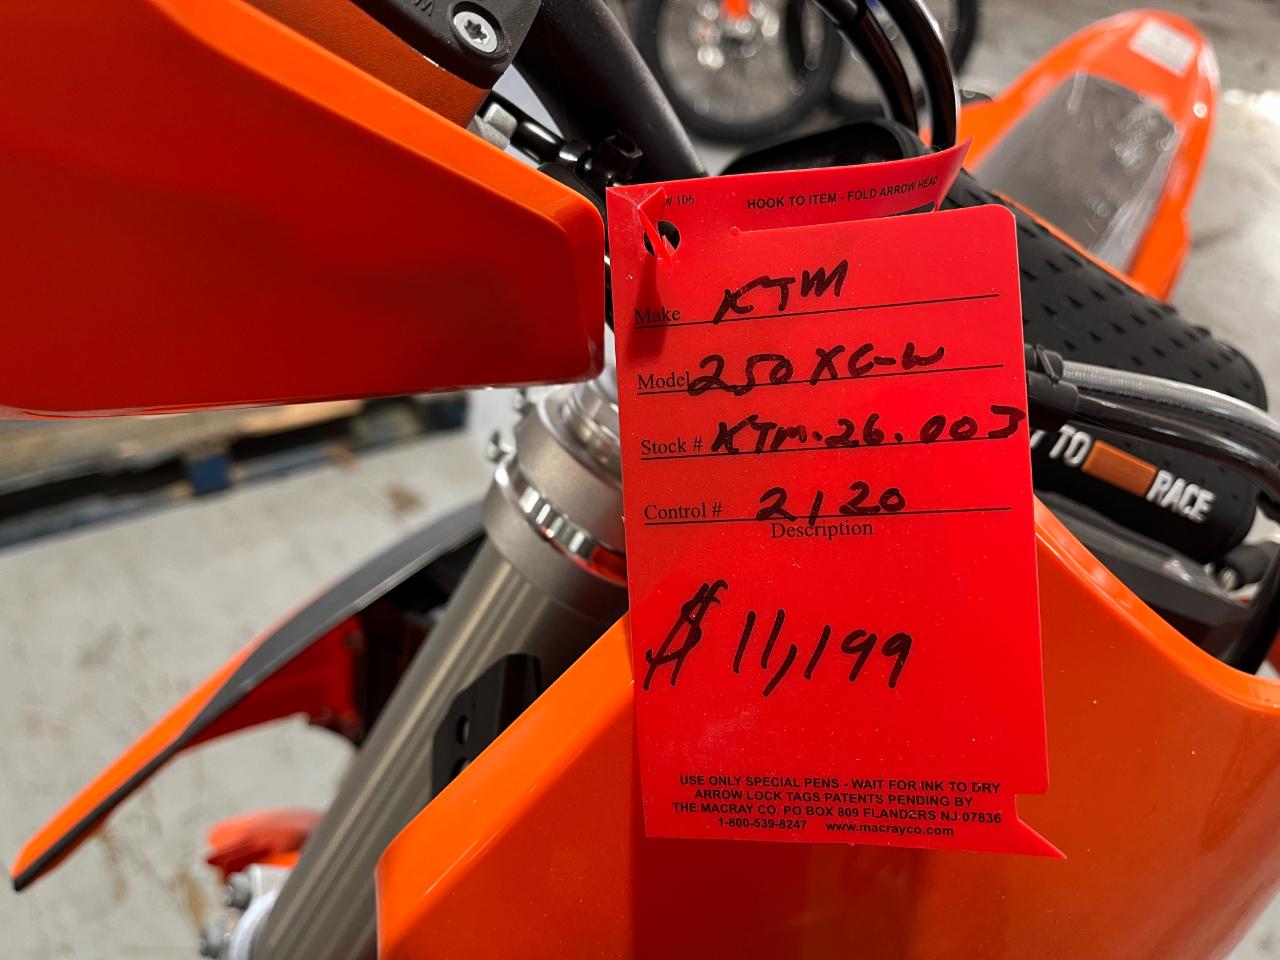 # 106 HOOK TO ITEM - FOLD ARROW HEAD
Make KTM
Model 250 XC-W
Stock # KTM-26.003
Control # 2120
Description
$ 11,199
TO RACE
USE ONLY SPECIAL PENS - WAIT FOR INK TO DRY
ARROW LOCK TAGS PATENTS PENDING BY
THE MACRAY CO, PO BOX 809 FLANDERS NJ 07836
1-800-539-8247 www.macrayco.com